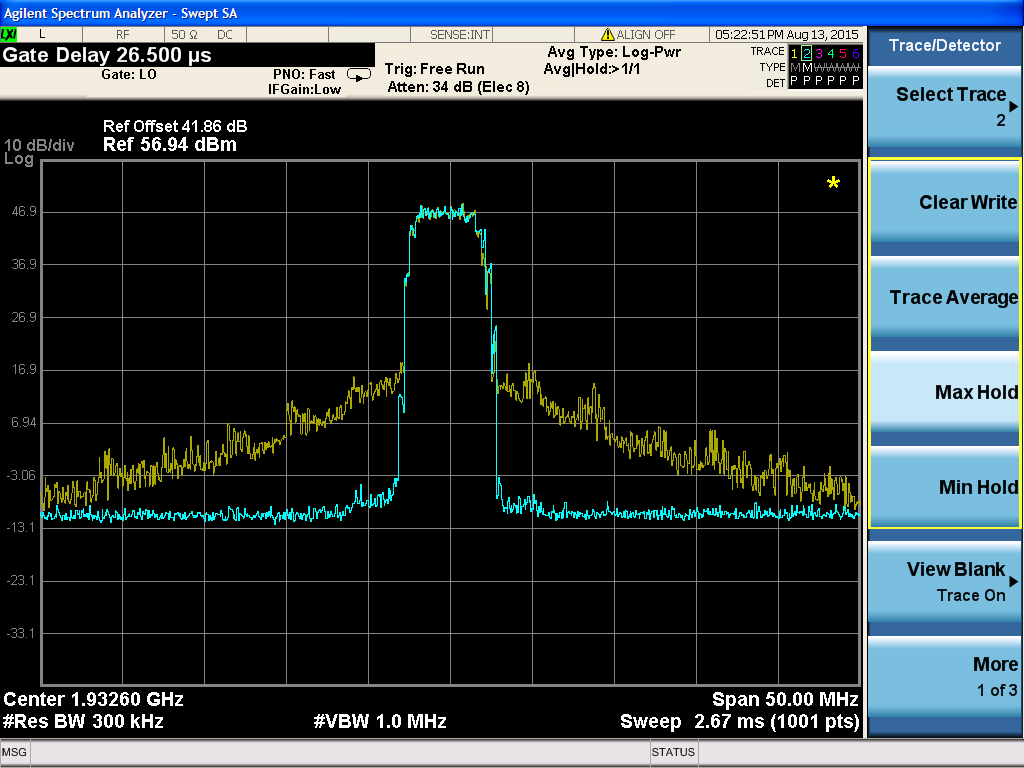 Agilent Spectrum Analyzer - Swept SA
LXI L RF 50 Ω DC SENSE:INT ALIGN OFF 05:22:51 PM Aug 13, 2015
Gate Delay 26.500 µs
Gate: LO
PNO: Fast
IFGain:Low
Trig: Free Run
Atten: 34 dB (Elec 8)
Avg Type: Log-Pwr
Avg|Hold:>1/1
TRACE 1 2 3 4 5 6
TYPE M M W W W W
DET P P P P P P
Ref Offset 41.86 dB
10 dB/div Ref 56.94 dBm
Log
46.9
36.9
26.9
16.9
6.94
-3.06
-13.1
-23.1
-33.1
*
Center 1.93260 GHz Span 50.00 MHz
#Res BW 300 kHz #VBW 1.0 MHz Sweep 2.67 ms (1001 pts)
MSG STATUS
Trace/Detector
Select Trace
2
Clear Write
Trace Average
Max Hold
Min Hold
View Blank
Trace On
More
1 of 3